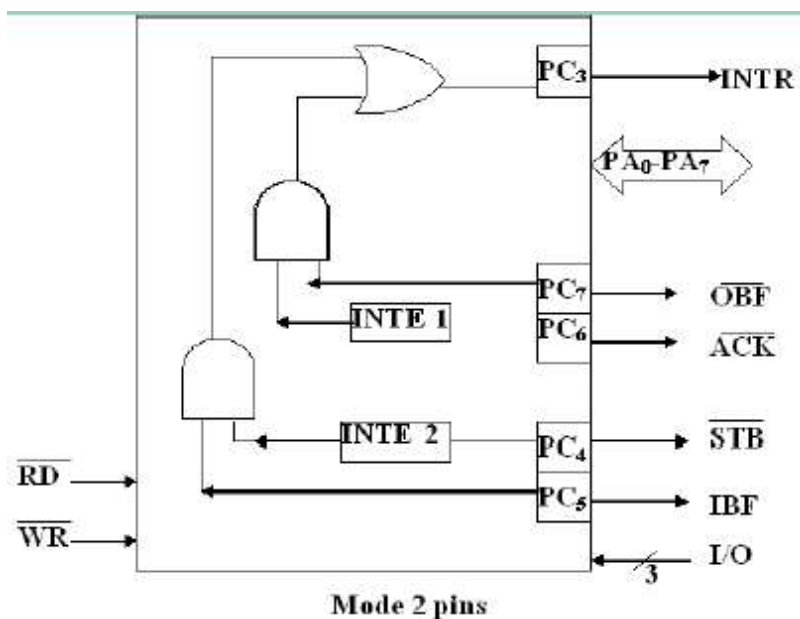 PC₃
INTR
PA₀-PA₇
PC₇
OBF
INTE 1
PC₆
ACK
INTE 2
PC₄
STB
RD
PC₅
IBF
WR
I/O
3
Mode 2 pins